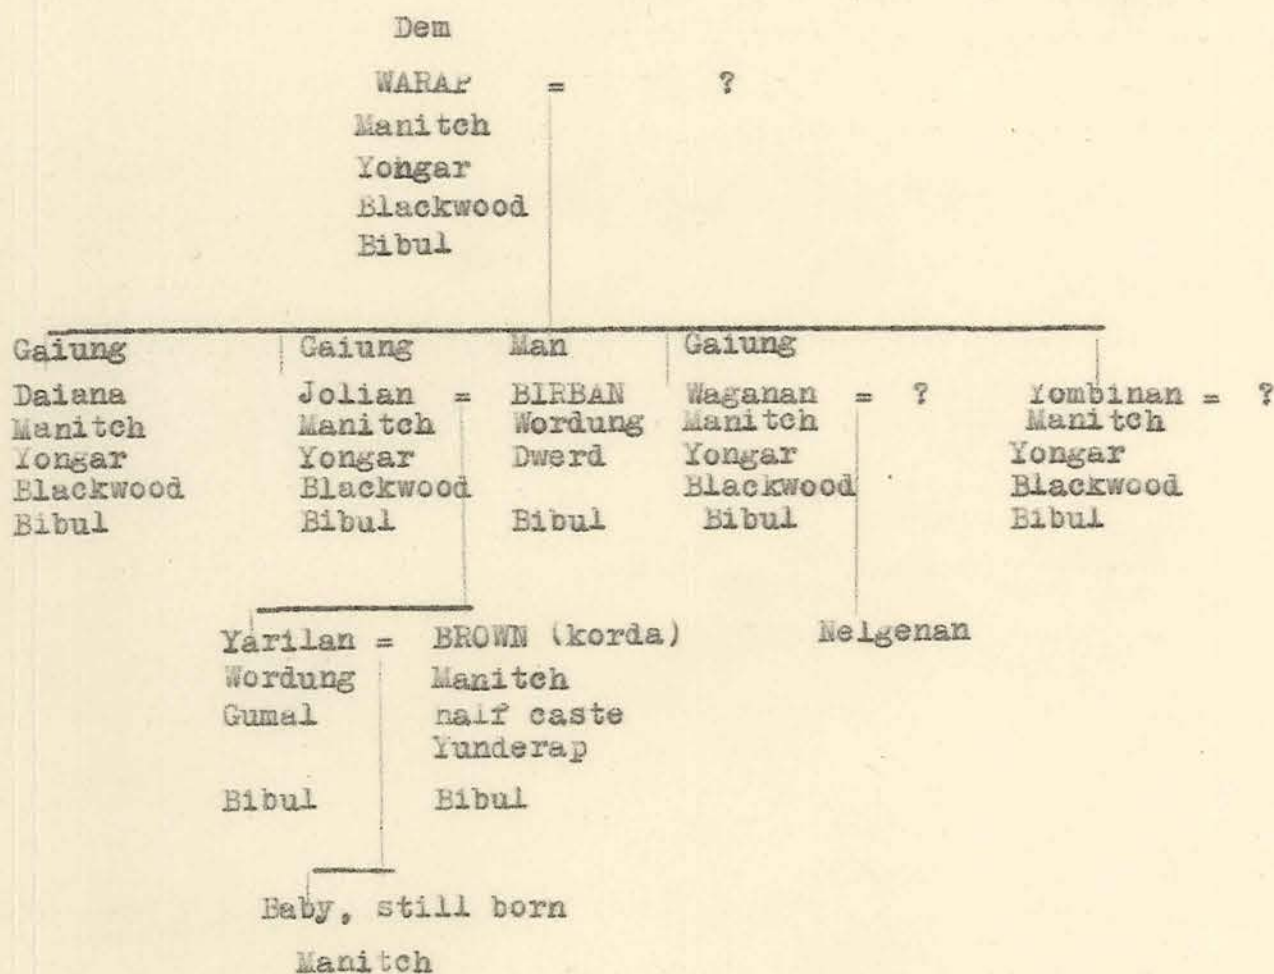 Dem
WARAP = ?
Manitch
Yongar
Blackwood
Bibul
Gaiung Gaiung Man Gaiung
Daiana Jolian = BIRBAN Waganan = ? Yombinan = ?
Manitch Manitch Wordung Manitch Manitch
Yongar Yongar Dwerd Yongar Yongar
Blackwood Blackwood Blackwood Blackwood
Bibul Bibul Bibul Bibul Bibul
Yarilan = BROWN (korda) Nelgenan
Wordung Manitch
Gumal half caste
Yunderap
Bibul Bibul
Baby, still born
Manitch